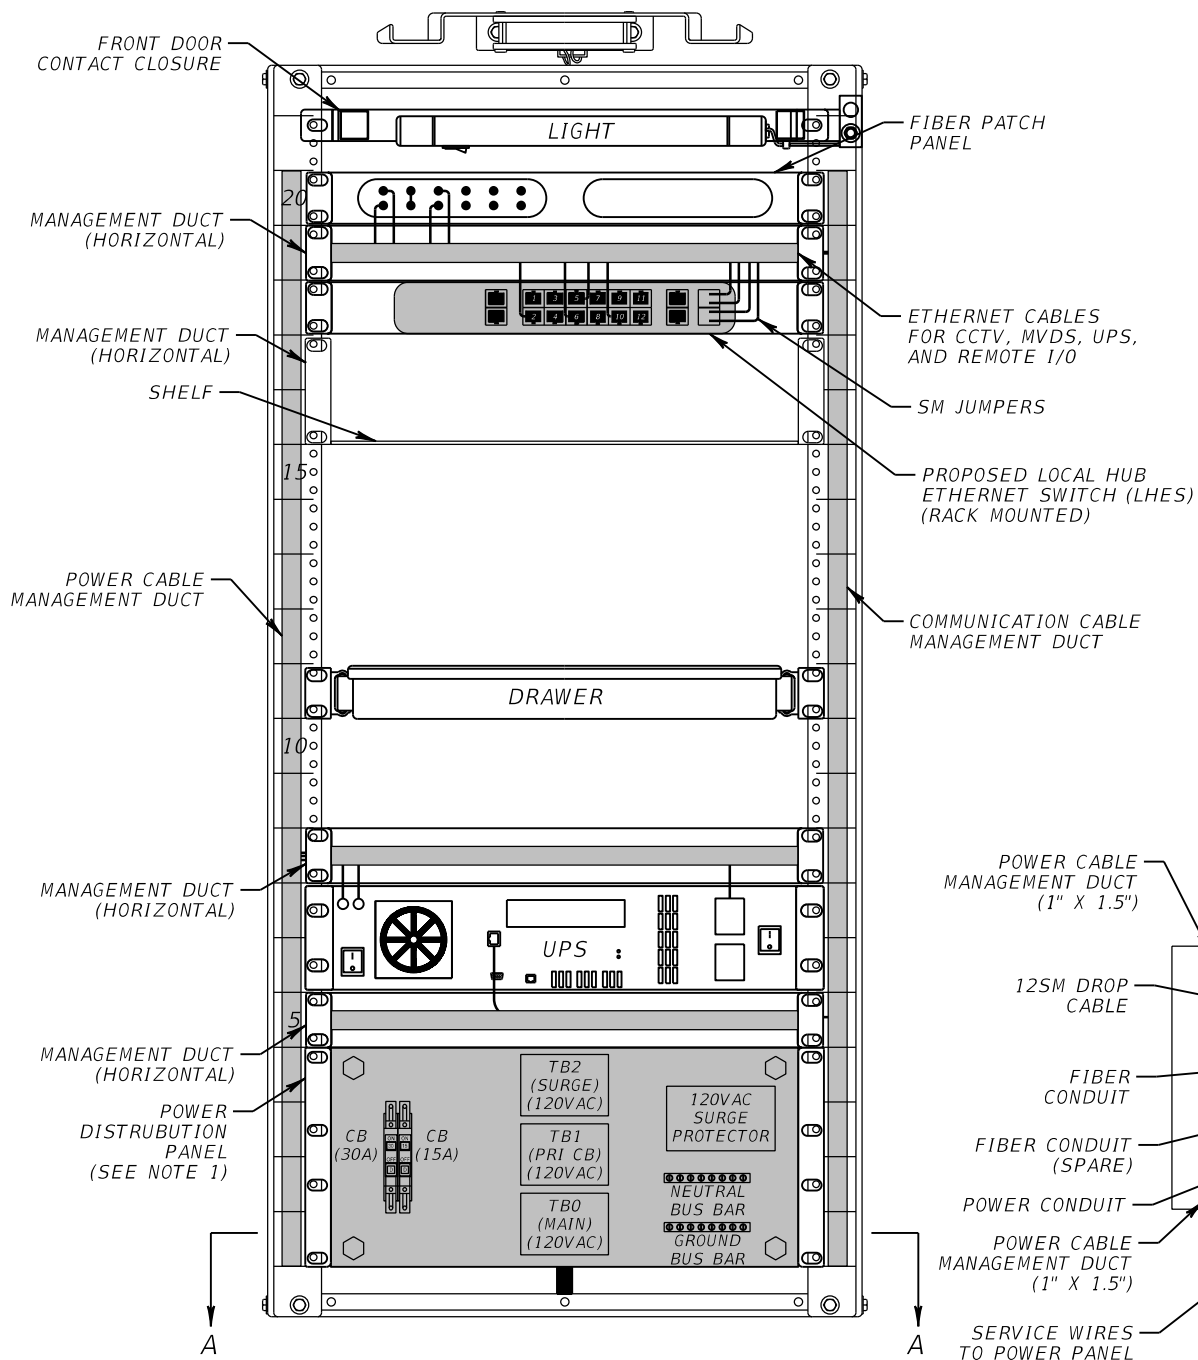 FRONT DOOR
CONTACT CLOSURE
LIGHT
FIBER PATCH
PANEL
20
MANAGEMENT DUCT
(HORIZONTAL)
1 3 5 7 9 11
2 4 6 8 10 12
ETHERNET CABLES
FOR CCTV, MVDS, UPS,
AND REMOTE I/O
MANAGEMENT DUCT
(HORIZONTAL)
SHELF
SM JUMPERS
15
PROPOSED LOCAL HUB
ETHERNET SWITCH (LHES)
(RACK MOUNTED)
POWER CABLE
MANAGEMENT DUCT
COMMUNICATION CABLE
MANAGEMENT DUCT
DRAWER
10
MANAGEMENT DUCT
(HORIZONTAL)
POWER CABLE
MANAGEMENT DUCT
(1" X 1.5")
UPS
12SM DROP
CABLE
5
MANAGEMENT DUCT
(HORIZONTAL)
POWER
DISTRUBUTION
PANEL
(SEE NOTE 1)
TB2
(SURGE)
(120VAC)
120VAC
SURGE
PROTECTOR
CB
(30A)
ON ON
OFF OFF
CB
(15A)
TB1
(PRI CB)
(120VAC)
NEUTRAL
BUS BAR
TB0
(MAIN)
(120VAC)
GROUND
BUS BAR
FIBER
CONDUIT
FIBER CONDUIT
(SPARE)
POWER CONDUIT
POWER CABLE
MANAGEMENT DUCT
(1" X 1.5")
SERVICE WIRES
TO POWER PANEL
A
A